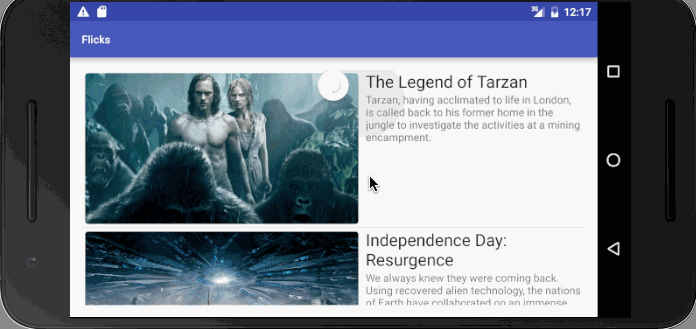 3G 12:17
Flicks
The Legend of Tarzan
Tarzan, having acclimated to life in London,
is called back to his former home in the
jungle to investigate the activities at a mining
encampment.
Independence Day:
Resurgence
We always knew they were coming back.
Using recovered alien technology, the nations
of Earth have collaborated on an immense